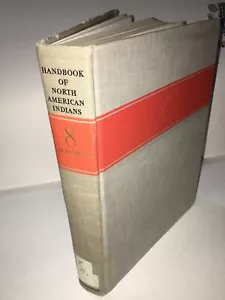 HANDBOOK
OF
NORTH
AMERICAN
INDIANS
8